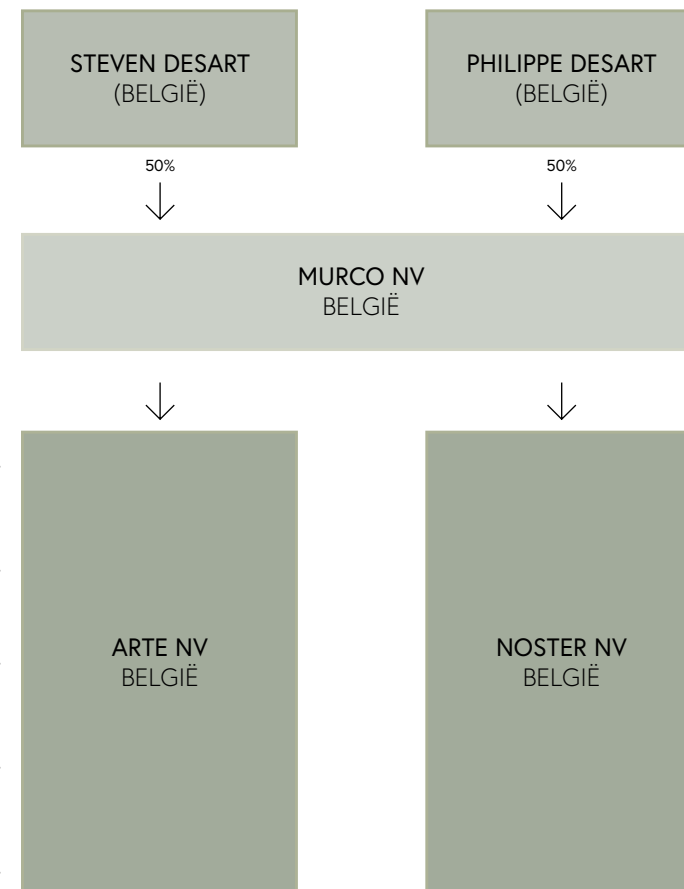 STEVEN DESART
(BELGIË)
PHILIPPE DESART
(BELGIË)
50%
50%
MURCO NV
BELGIË
ARTE NV
BELGIË
NOSTER NV
BELGIË